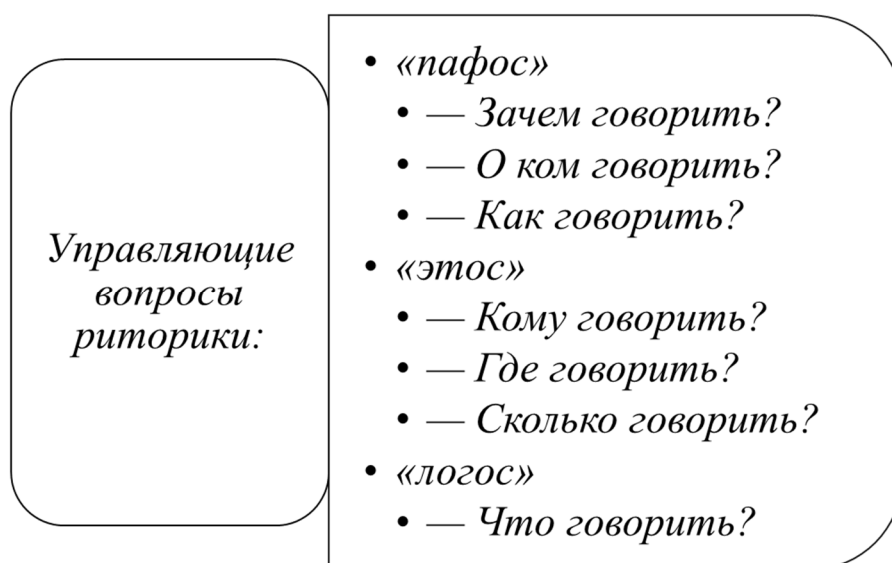 Управляющие
вопросы
риторики:
• «пафос»
• — Зачем говорить?
• — О ком говорить?
• — Как говорить?
• «этос»
• — Кому говорить?
• — Где говорить?
• — Сколько говорить?
• «логос»
• — Что говорить?